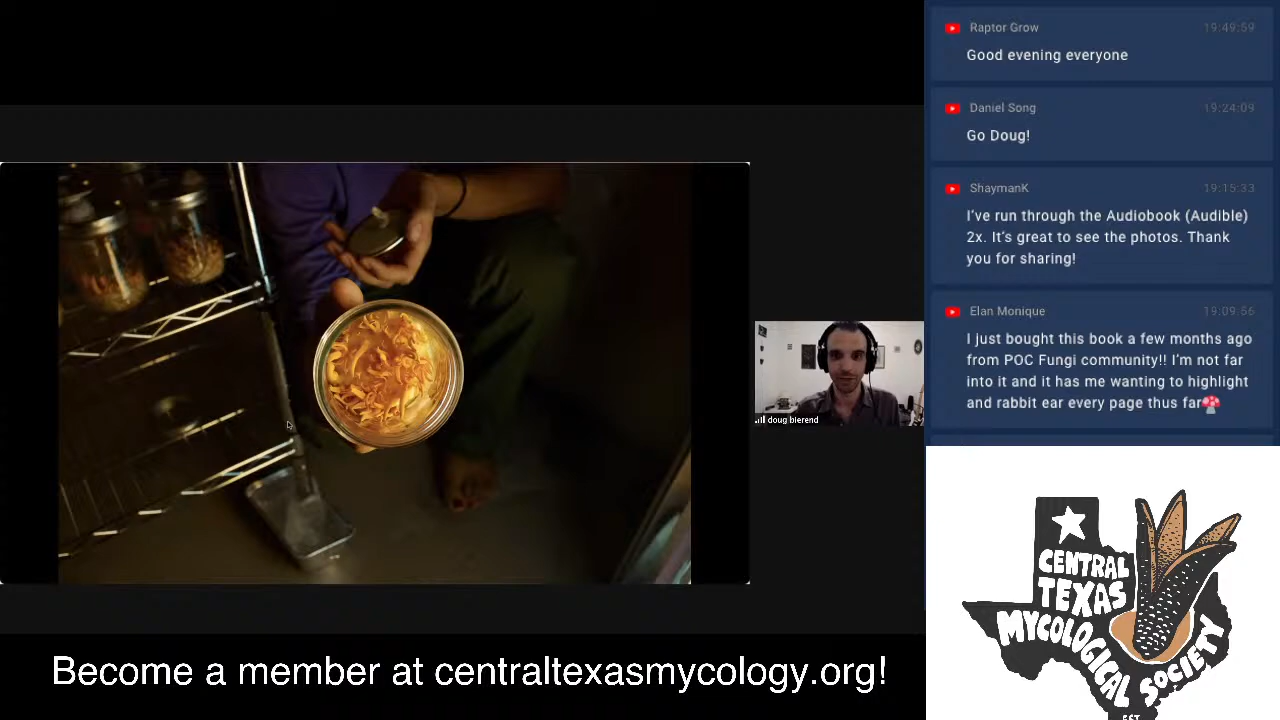 Raptor Grow 19:49:59
Good evening everyone
Daniel Song 19:24:09
Go Doug!
ShaymanK 19:15:33
I've run through the Audiobook (Audible)
2x. It's great to see the photos. Thank
you for sharing!
Elan Monique 19:09:56
I just bought this book a few months ago
from POC Fungi community!! I'm not far
into it and it has me wanting to highlight
and rabbit ear every page thus far🍄
doug bierend
CENTRAL
TEXAS
MYCOLOGICAL
SOCIETY
EST
Become a member at centraltexasmycology.org!